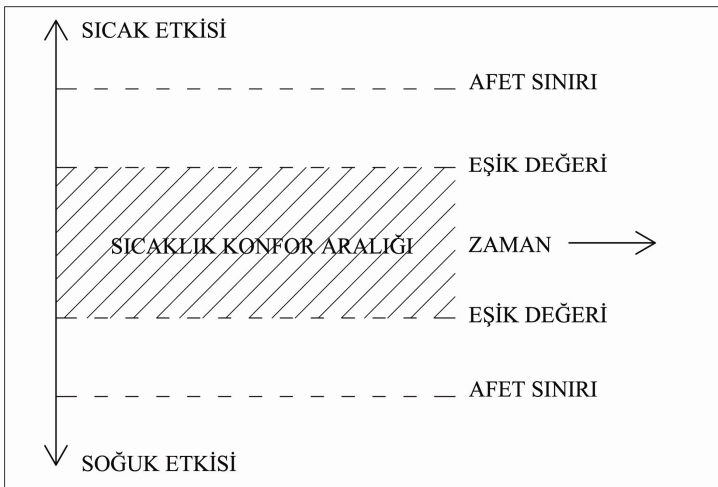 SICAK ETKİSİ
AFET SINIRI
EŞİK DEĞERİ
SICAKLIK KONFOR ARALIĞI
ZAMAN
EŞİK DEĞERİ
AFET SINIRI
SOĞUK ETKİSİ